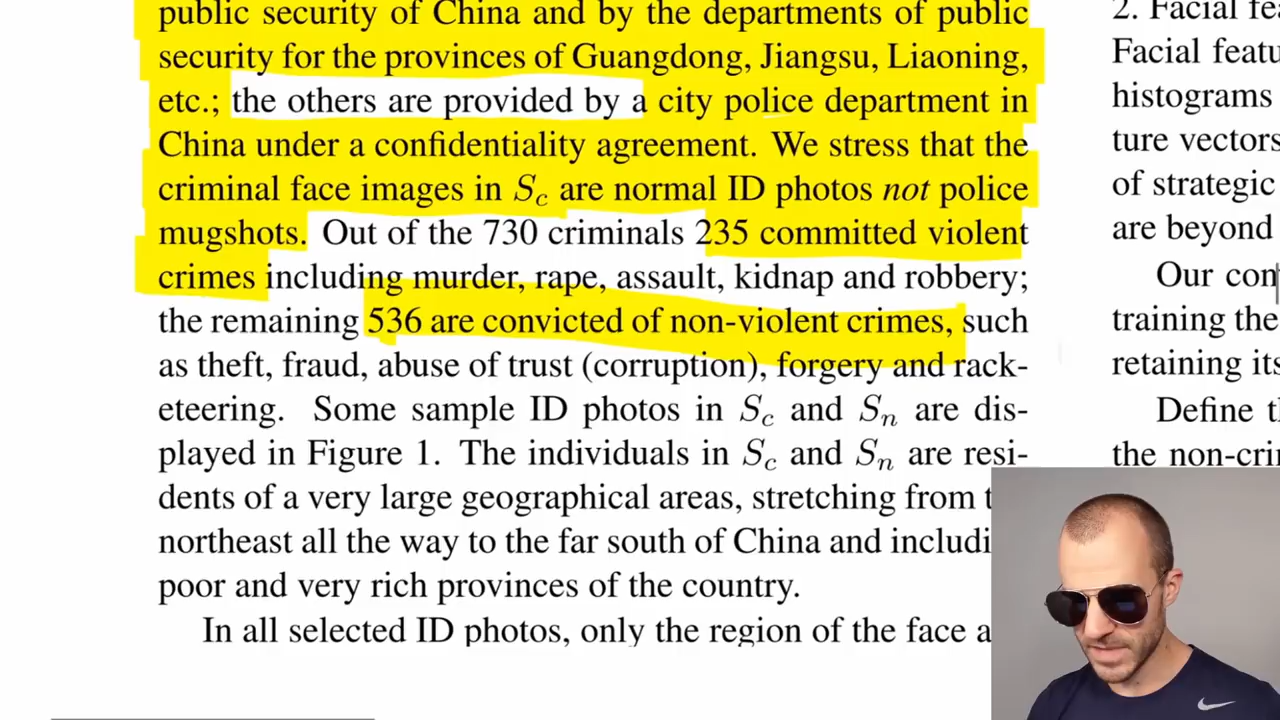 public security of China and by the departments of public
security for the provinces of Guangdong, Jiangsu, Liaoning,
etc.; the others are provided by a city police department in
China under a confidentiality agreement. We stress that the
criminal face images in Sc are normal ID photos not police
mugshots. Out of the 730 criminals 235 committed violent
crimes including murder, rape, assault, kidnap and robbery;
the remaining 536 are convicted of non-violent crimes, such
as theft, fraud, abuse of trust (corruption), forgery and rack-
eteering. Some sample ID photos in Sc and Sn are dis-
played in Figure 1. The individuals in Sc and Sn are resi-
dents of a very large geographical areas, stretching from
northeast all the way to the far south of China and includi
poor and very rich provinces of the country.
In all selected ID photos, only the region of the face a
2. Facial fea
Facial featu
histograms
ture vectors
of strategic
are beyond
Our con
training the
retaining its
Define t
the non-cri